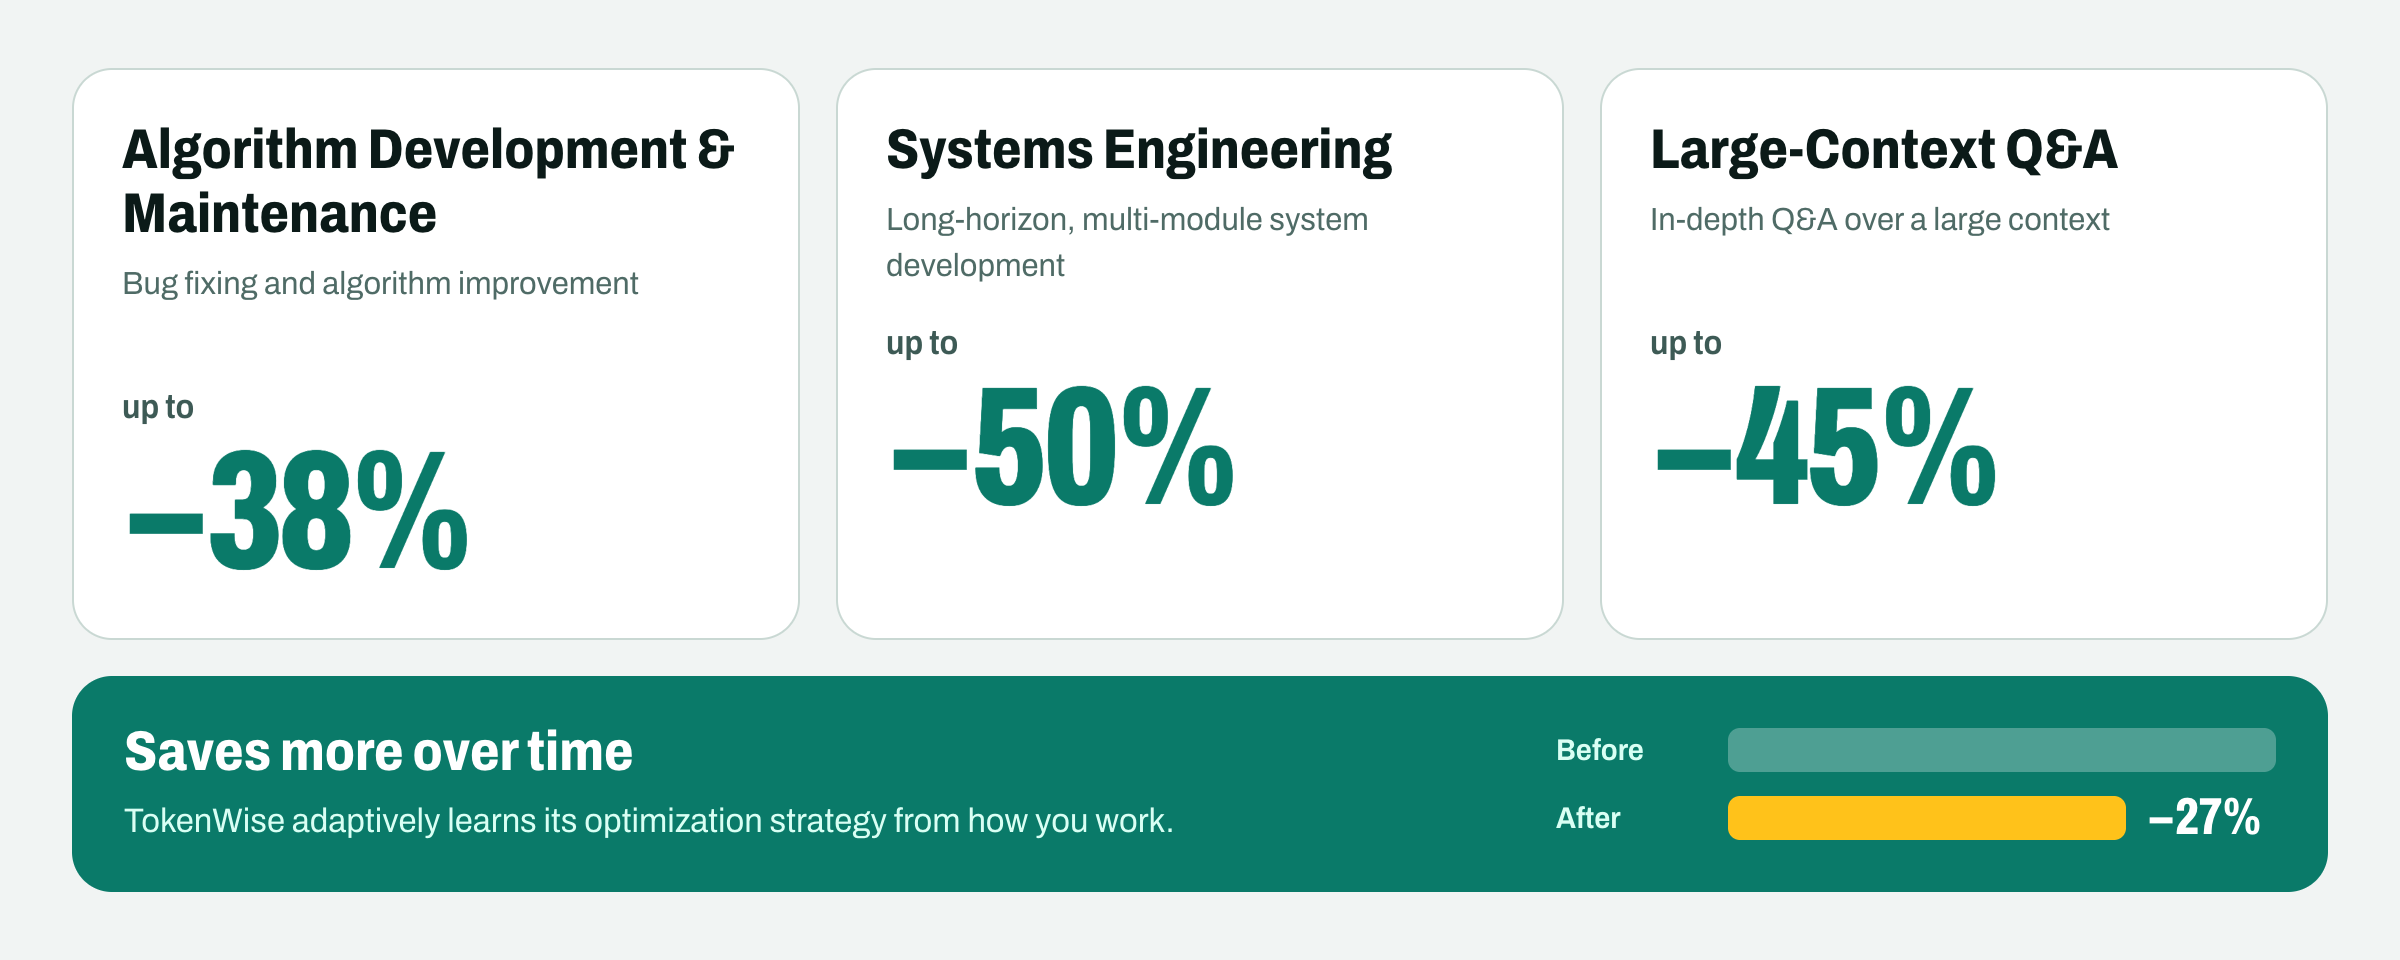 Algorithm Development &
Maintenance
Bug fixing and algorithm improvement
up to
–38%
Systems Engineering
Long-horizon, multi-module system
development
up to
–50%
Large-Context Q&A
In-depth Q&A over a large context
up to
–45%
Saves more over time
TokenWise adaptively learns its optimization strategy from how you work.
Before
After
–27%